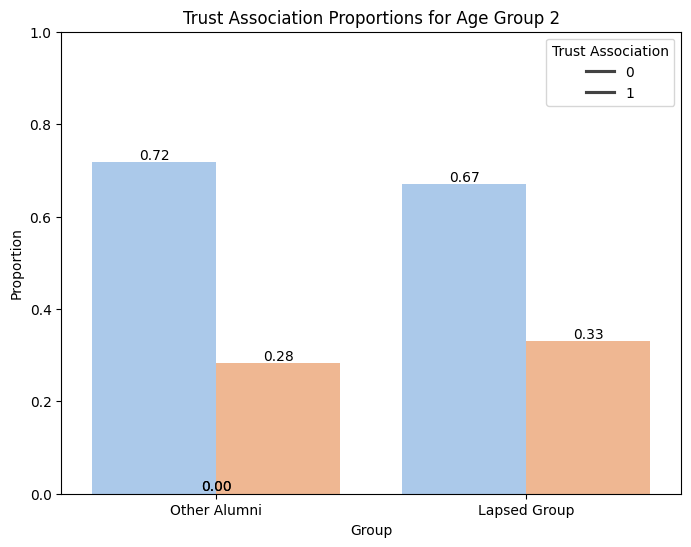 Trust Association Proportions for Age Group 2
1.0
Trust Association
0
1
0.8
0.72
0.67
0.6
Proportion
0.4
0.33
0.28
0.2
0.00
0.0
Other Alumni
Lapsed Group
Group